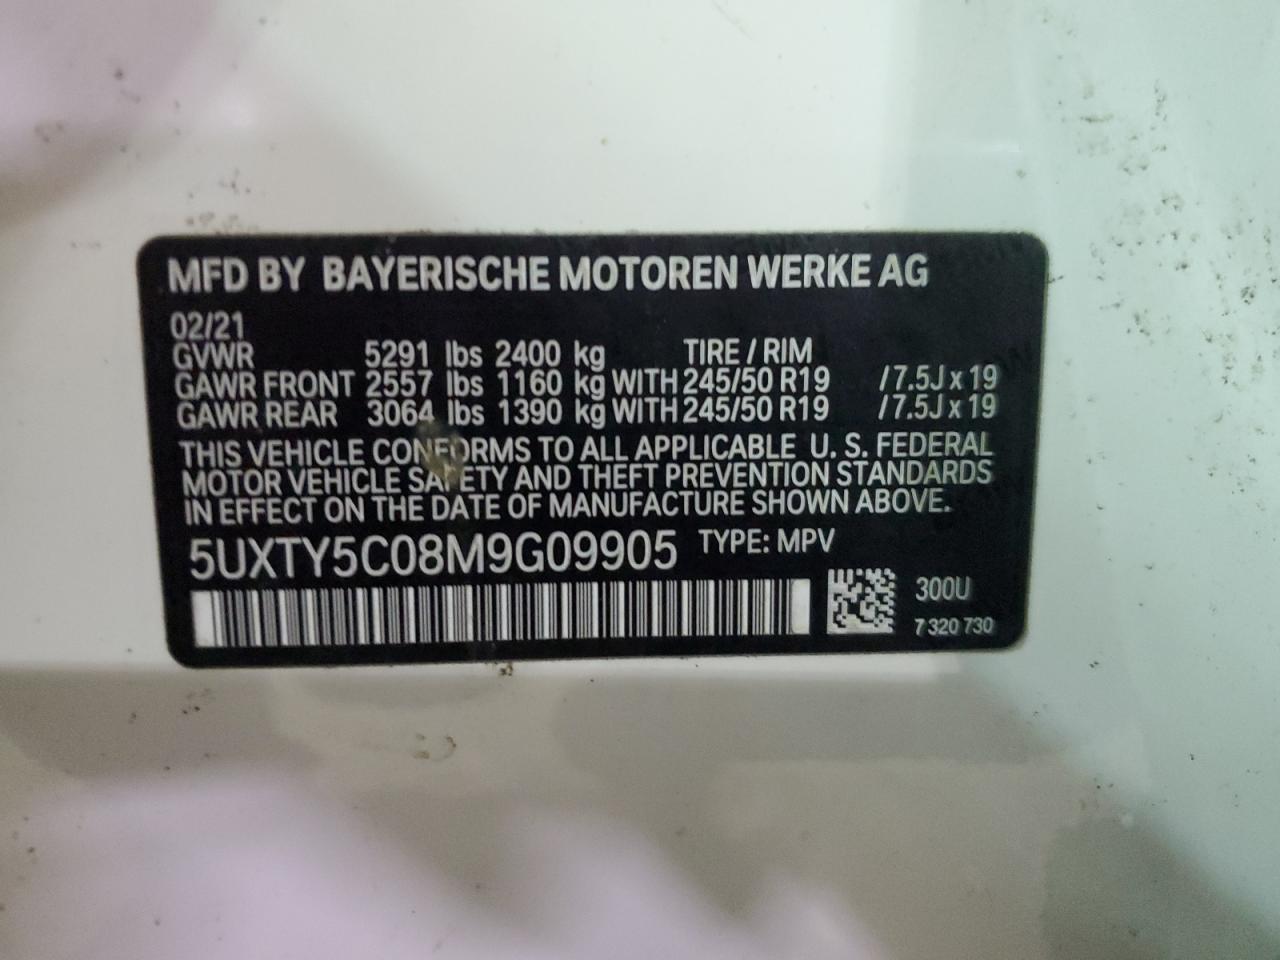 MFD BY BAYERISCHE MOTOREN WERKE AG
02/21
GVWR 5291 lbs 2400 kg TIRE / RIM
GAWR FRONT 2557 lbs 1160 kg WITH 245/50 R19 /7.5J x 19
GAWR REAR 3064 lbs 1390 kg WITH 245/50 R19 /7.5J x 19
THIS VEHICLE CONFORMS TO ALL APPLICABLE U. S. FEDERAL
MOTOR VEHICLE SAFETY AND THEFT PREVENTION STANDARDS
IN EFFECT ON THE DATE OF MANUFACTURE SHOWN ABOVE.
5UXTY5C08M9G09905 TYPE: MPV
300U
7 320 730